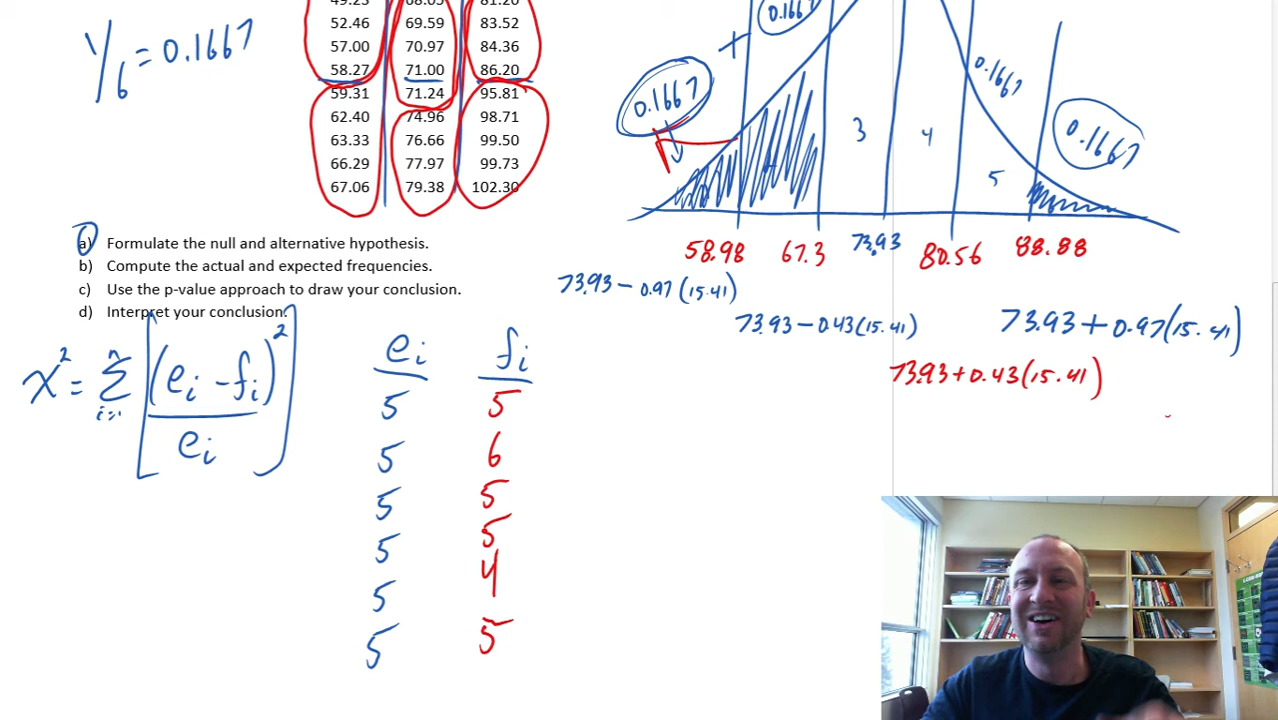 1/6 = 0.1667
49.23 68.05 81.20
52.46 69.59 83.52
57.00 70.97 84.36
58.27 71.00 86.20
59.31 71.24 95.81
62.40 74.96 98.71
63.33 76.66 99.50
66.29 77.97 99.73
67.06 79.38 102.30
a) Formulate the null and alternative hypothesis.
b) Compute the actual and expected frequencies.
c) Use the p-value approach to draw your conclusion.
d) Interpret your conclusion.
χ² = Σ i=1 n [(ei - fi)² / ei]
ei fi
5 5
5 6
5 5
5 5
5 4
5 5
0.1667
+
0.1667
0.1667
0.1667
3
4
5
58.98 67.3 73.93 80.56 88.88
73.93 - 0.97 (15.41)
73.93 - 0.43 (15.41)
73.93 + 0.97 (15.41)
73.93 + 0.43 (15.41)